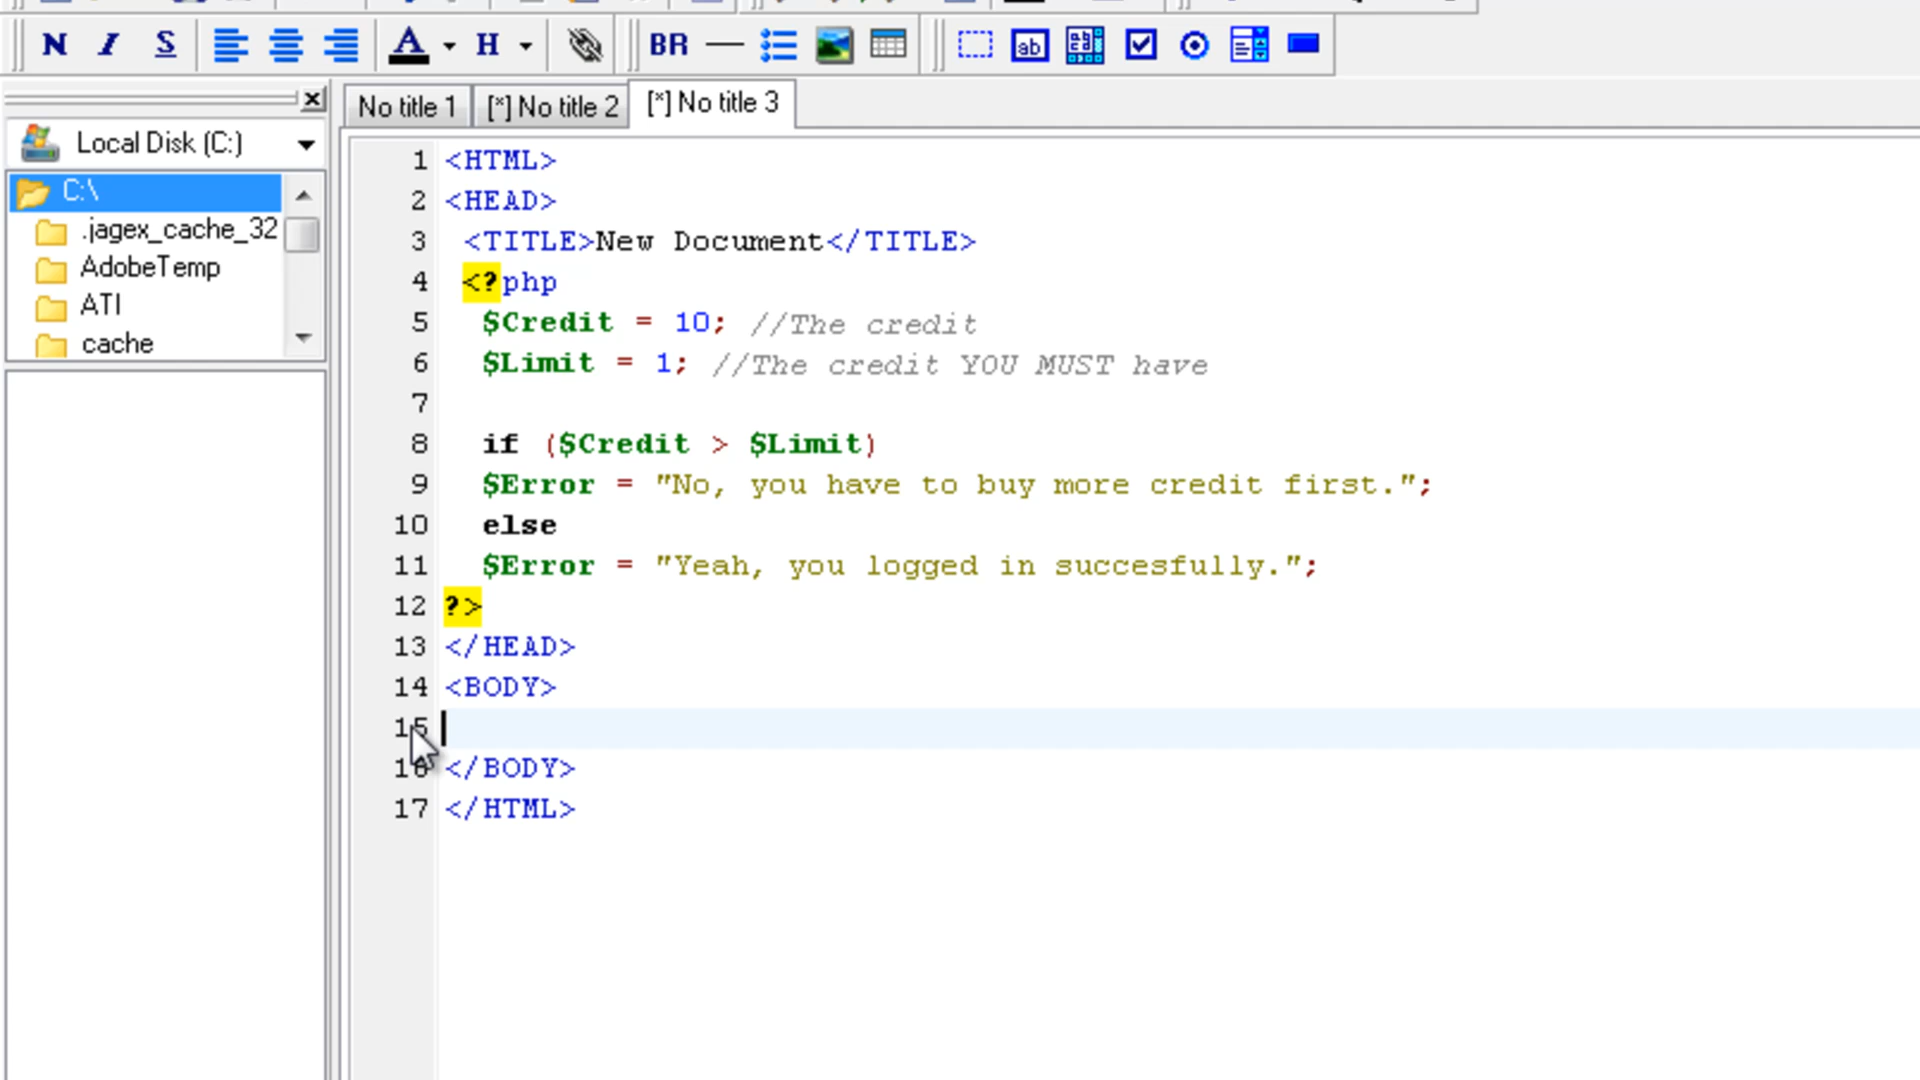 N I S A H BR ab
Local Disk (C:)
C:\
.jagex_cache_32
AdobeTemp
ATI
cache
No title 1 [*] No title 2 [*] No title 3
1 <HTML>
2 <HEAD>
3 <TITLE>New Document</TITLE>
4 <?php
5 $Credit = 10; //The credit
6 $Limit = 1; //The credit YOU MUST have
7
8 if ($Credit > $Limit)
9 $Error = "No, you have to buy more credit first.";
10 else
11 $Error = "Yeah, you logged in succesfully.";
12 ?>
13 </HEAD>
14 <BODY>
15
16 </BODY>
17 </HTML>